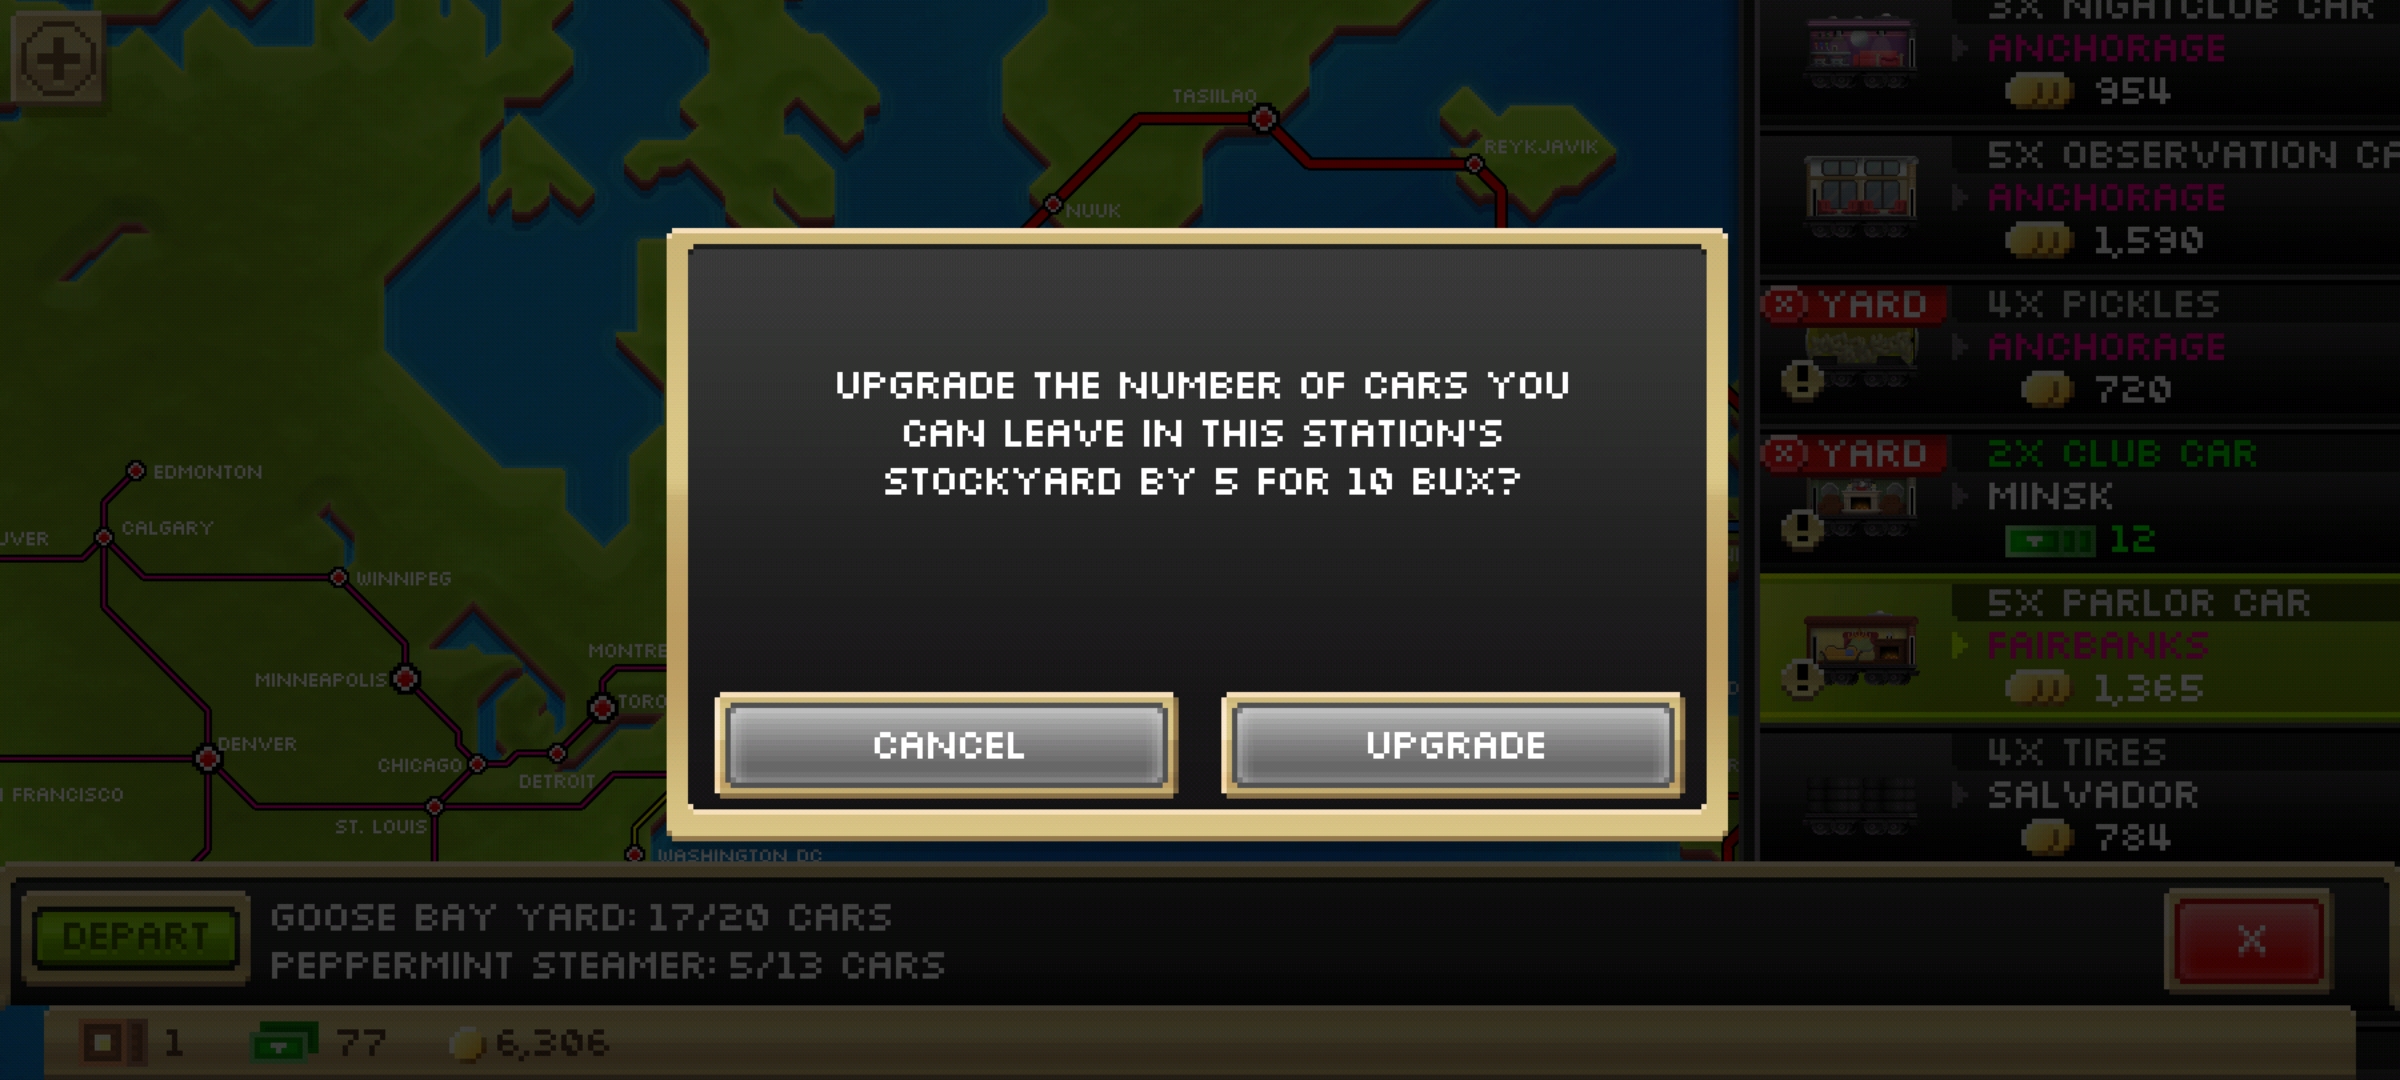 3X NIGHTCLUB CAR
ANCHORAGE
954
5X OBSERVATION
ANCHORAGE
1,590
YARD
4X PICKLES
ANCHORAGE
720
YARD
2X CLUB CAR
MINSK
12
5X PARLOR CAR
FAIRBANKS
1,365
4X TIRES
SALVADOR
784
TASIILAQ
REYKJAVIK
NUUK
EDMONTON
CALGARY
WINNIPEG
MINNEAPOLIS
DENVER
CHICAGO
DETROIT
FRANCISCO
ST. LOUIS
WASHINGTON DC
UPGRADE THE NUMBER OF CARS YOU
CAN LEAVE IN THIS STATION'S
STOCKYARD BY 5 FOR 10 BUX?
CANCEL
UPGRADE
DEPART
GOOSE BAY YARD: 17/20 CARS
PEPPERMINT STEAMER: 5/13 CARS
X
1
77
6,306